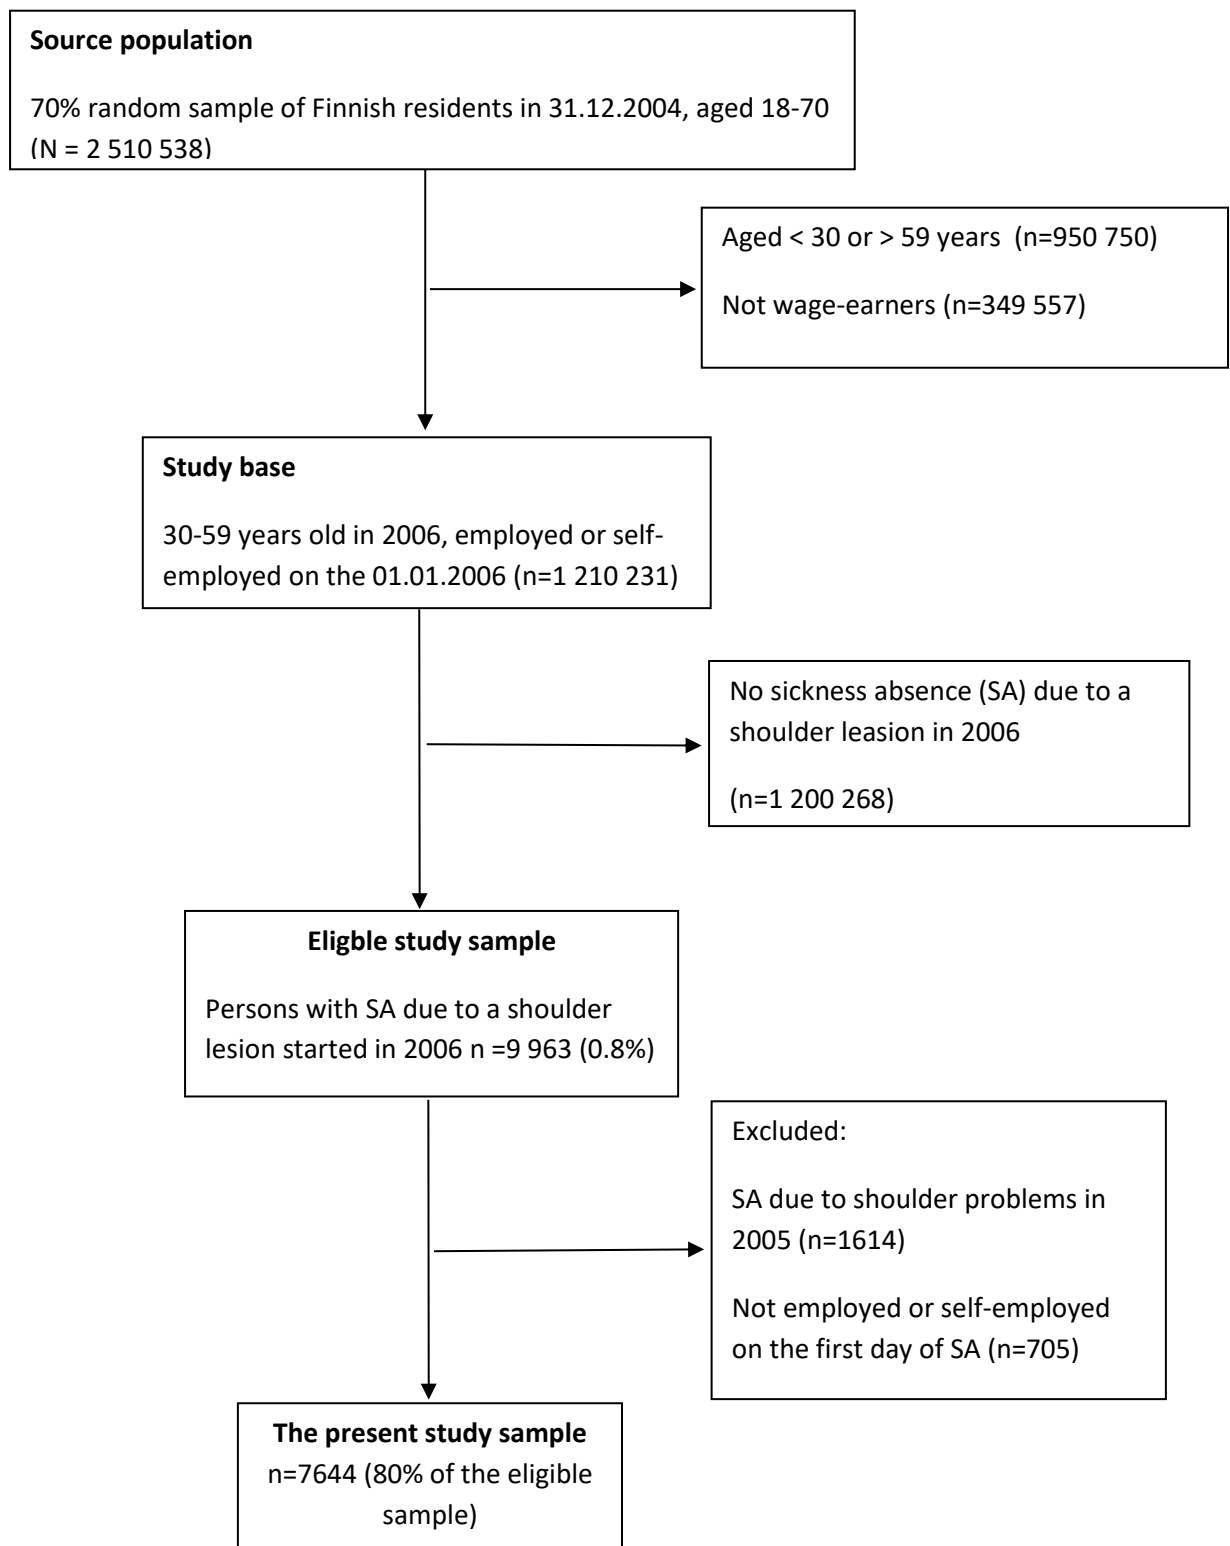 Source population
70% random sample of Finnish residents in 31.12.2004, aged 18-70
(N = 2 510 538)
Aged < 30 or > 59 years  (n=950 750)
Not wage-earners (n=349 557)
Study base
30-59 years old in 2006, employed or self-
employed on the 01.01.2006 (n=1 210 231)
No sickness absence (SA) due to a
shoulder leasion in 2006
(n=1 200 268)
Eligble study sample
Persons with SA due to a shoulder
lesion started in 2006 n =9 963 (0.8%)
Excluded:
SA due to shoulder problems in
2005 (n=1614)
Not employed or self-employed
on the first day of SA (n=705)
The present study sample
n=7644 (80% of the eligible
sample)